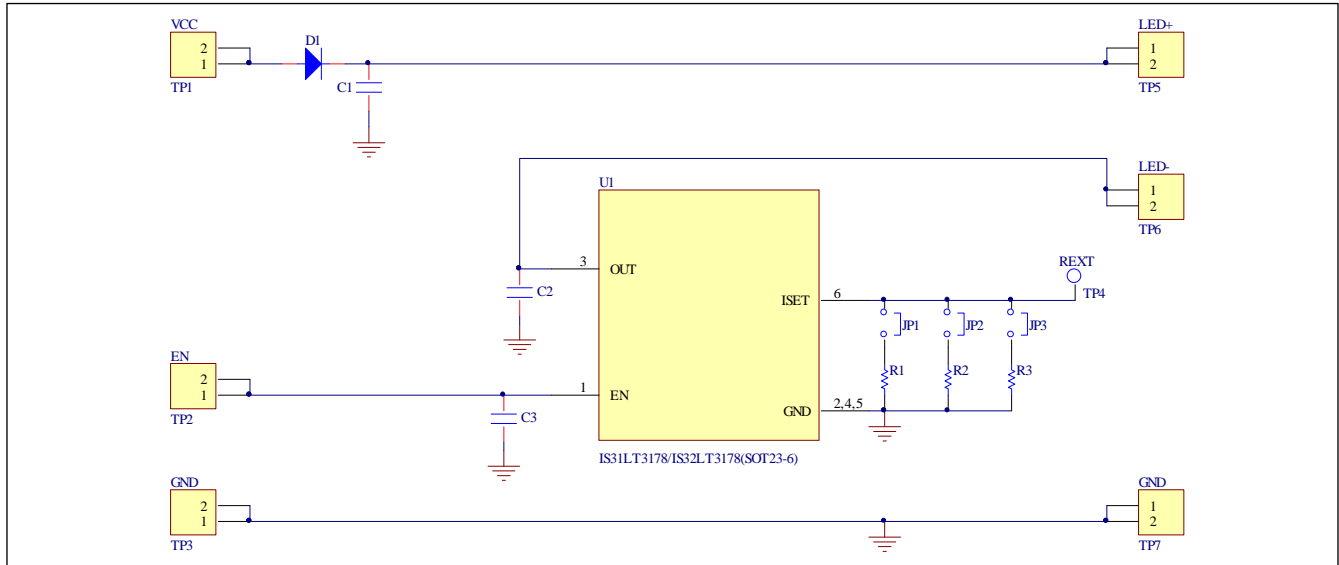 VCC
2
1
TP1
D1
C1
LED+
1
2
TP5
LED-
1
2
TP6
U1
3
OUT
C2
ISET
6
REXT
TP4
JP1
JP2
JP3
R1
R2
R3
EN
2
1
TP2
1
EN
C3
GND
2,4,5
IS31LT3178/IS32LT3178(SOT23-6)
GND
2
1
TP3
GND
1
2
TP7